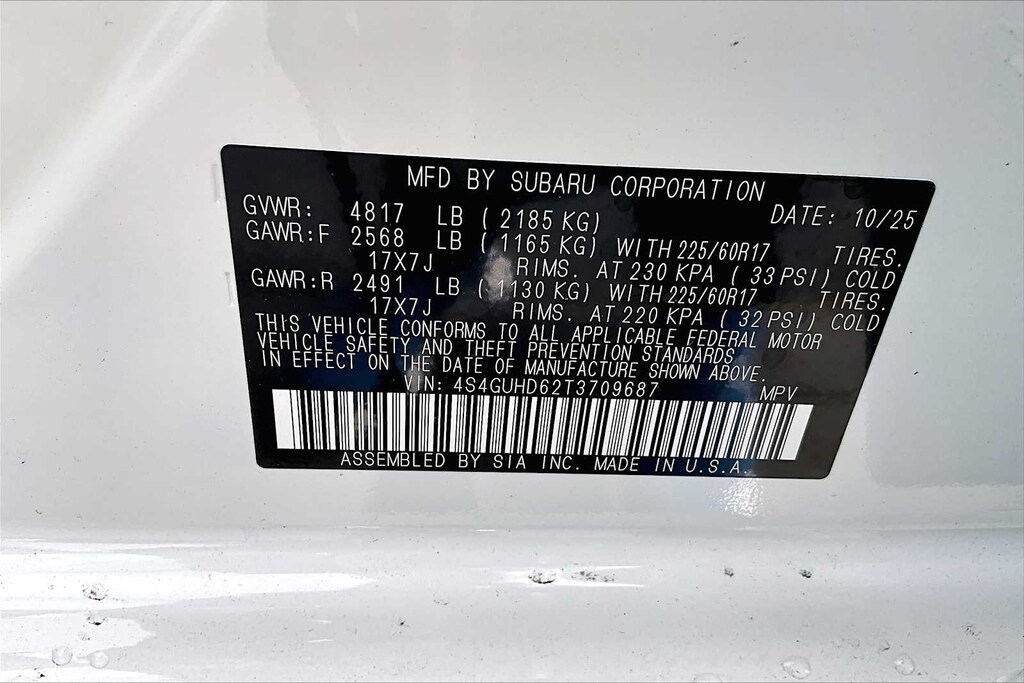 MFD BY SUBARU CORPORATION
GVWR: 4817 LB ( 2185 KG) DATE: 10/25
GAWR:F 2568 LB ( 1165 KG) WITH 225/60R17 TIRES.
17X7J RIMS. AT 230 KPA ( 33 PSI) COLD
GAWR:R 2491 LB ( 1130 KG) WITH 225/60R17 TIRES.
17X7J RIMS. AT 220 KPA ( 32 PSI) COLD
THIS VEHICLE CONFORMS TO ALL APPLICABLE FEDERAL MOTOR
VEHICLE SAFETY AND THEFT PREVENTION STANDARDS
IN EFFECT ON THE DATE OF MANUFACTURE SHOWN ABOVE.
VIN: 4S4GUHD62T3709687 MPV
ASSEMBLED BY SIA INC. MADE IN U.S.A.